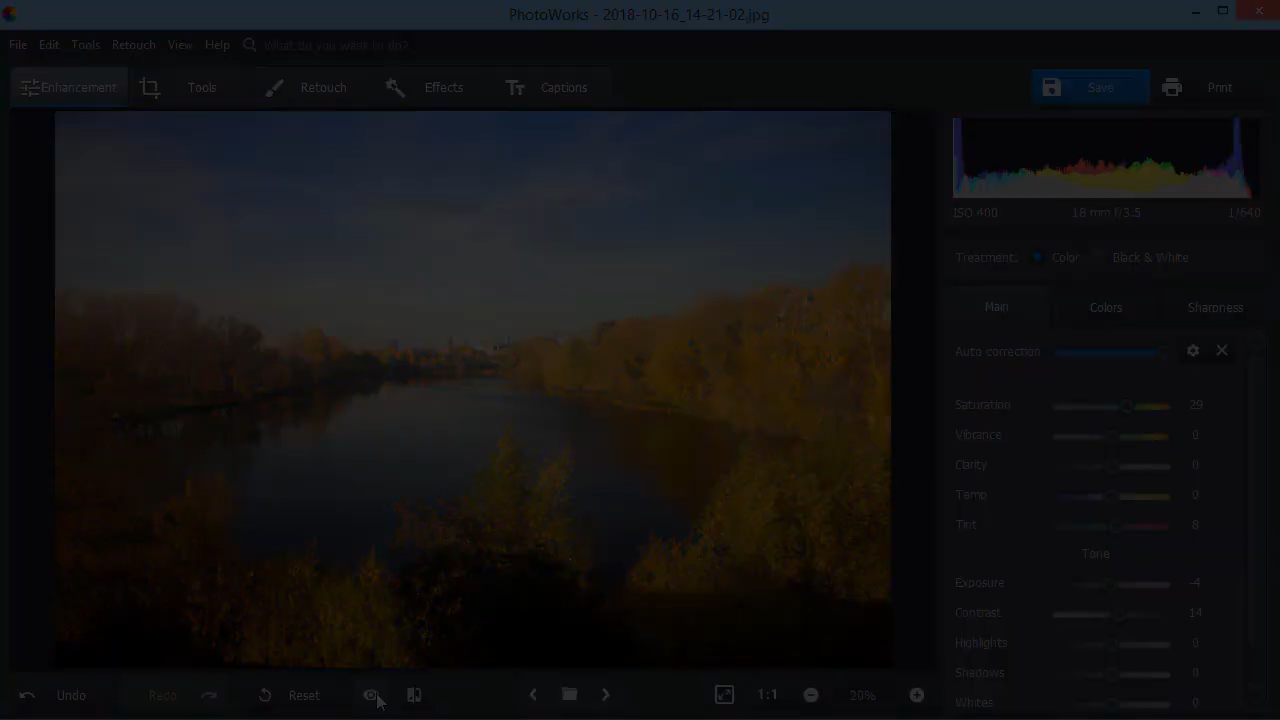 PhotoWorks - 2018-10-16_14-21-02.jpg
File Edit Tools Retouch View Help What do you want to do?
Enhancement Tools Retouch Effects Captions Save Print
ISO 400 18 mm f/3.5 1/640
Treatment: Color Black & White
Main Colors Sharpness
Auto correction
Saturation 29
Vibrance 0
Clarity 0
Temp 0
Tint 8
Tone
Exposure -4
Contrast 14
Highlights 0
Shadows 0
Whites 0
Undo Redo Reset 1:1 20%